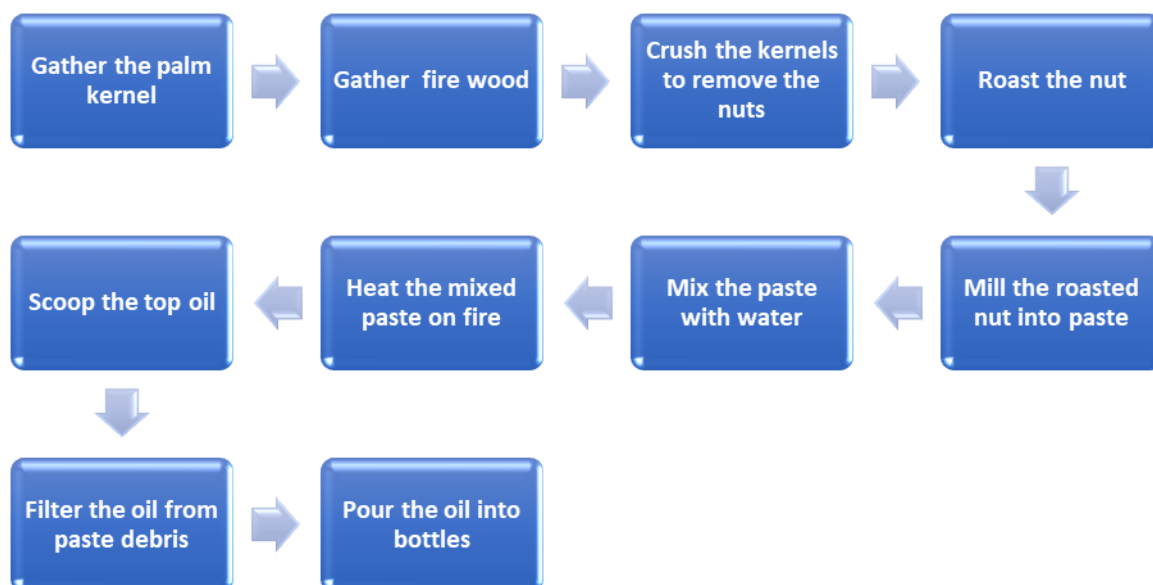 Gather the palm
kernel
Gather fire wood
Crush the kernels
to remove the
nuts
Roast the nut
Mill the roasted
nut into paste
Mix the paste
with water
Heat the mixed
paste on fire
Scoop the top oil
Filter the oil from
paste debris
Pour the oil into
bottles